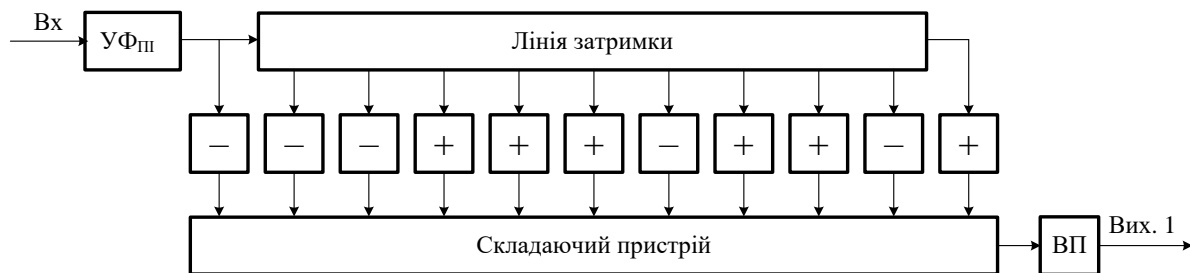 Вх
УФПІ
Лінія затримки
− − − + + + − + + − +
Складаючий пристрій
ВП
Вих. 1